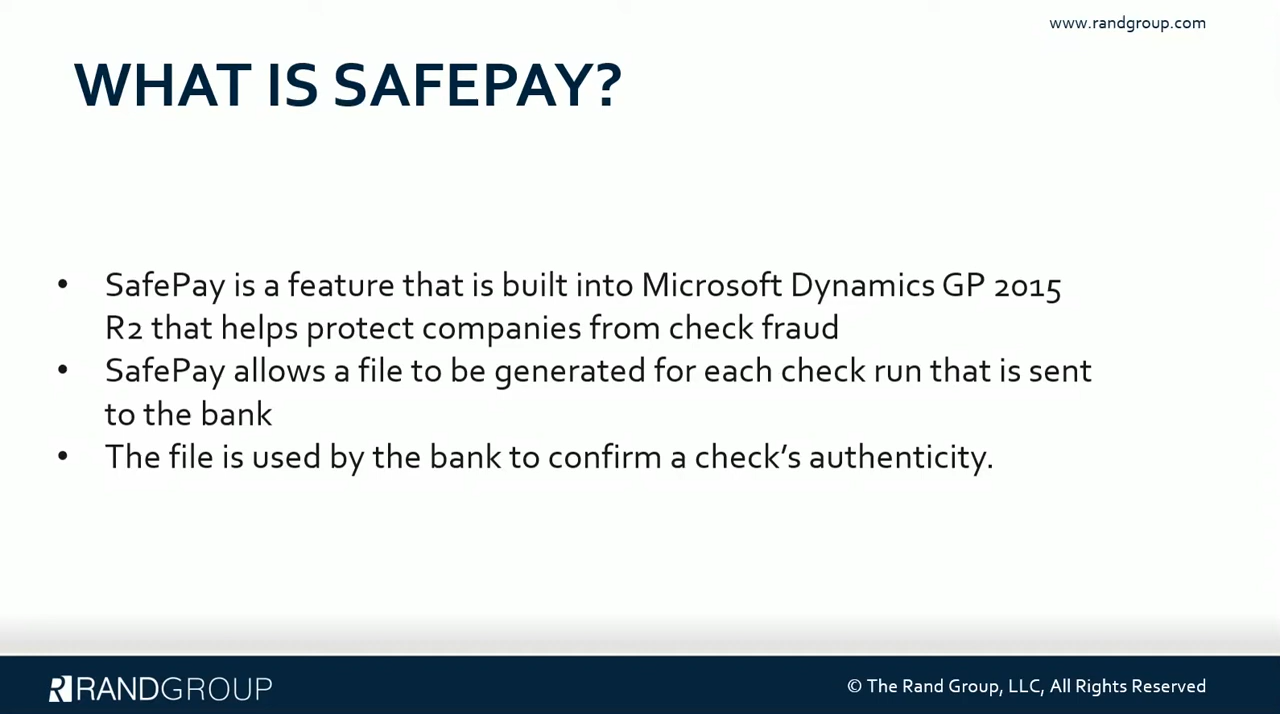 www.randgroup.com
WHAT IS SAFEPAY?
• SafePay is a feature that is built into Microsoft Dynamics GP 2015
R2 that helps protect companies from check fraud
• SafePay allows a file to be generated for each check run that is sent
to the bank
• The file is used by the bank to confirm a check’s authenticity.
RANDGROUP
© The Rand Group, LLC, All Rights Reserved